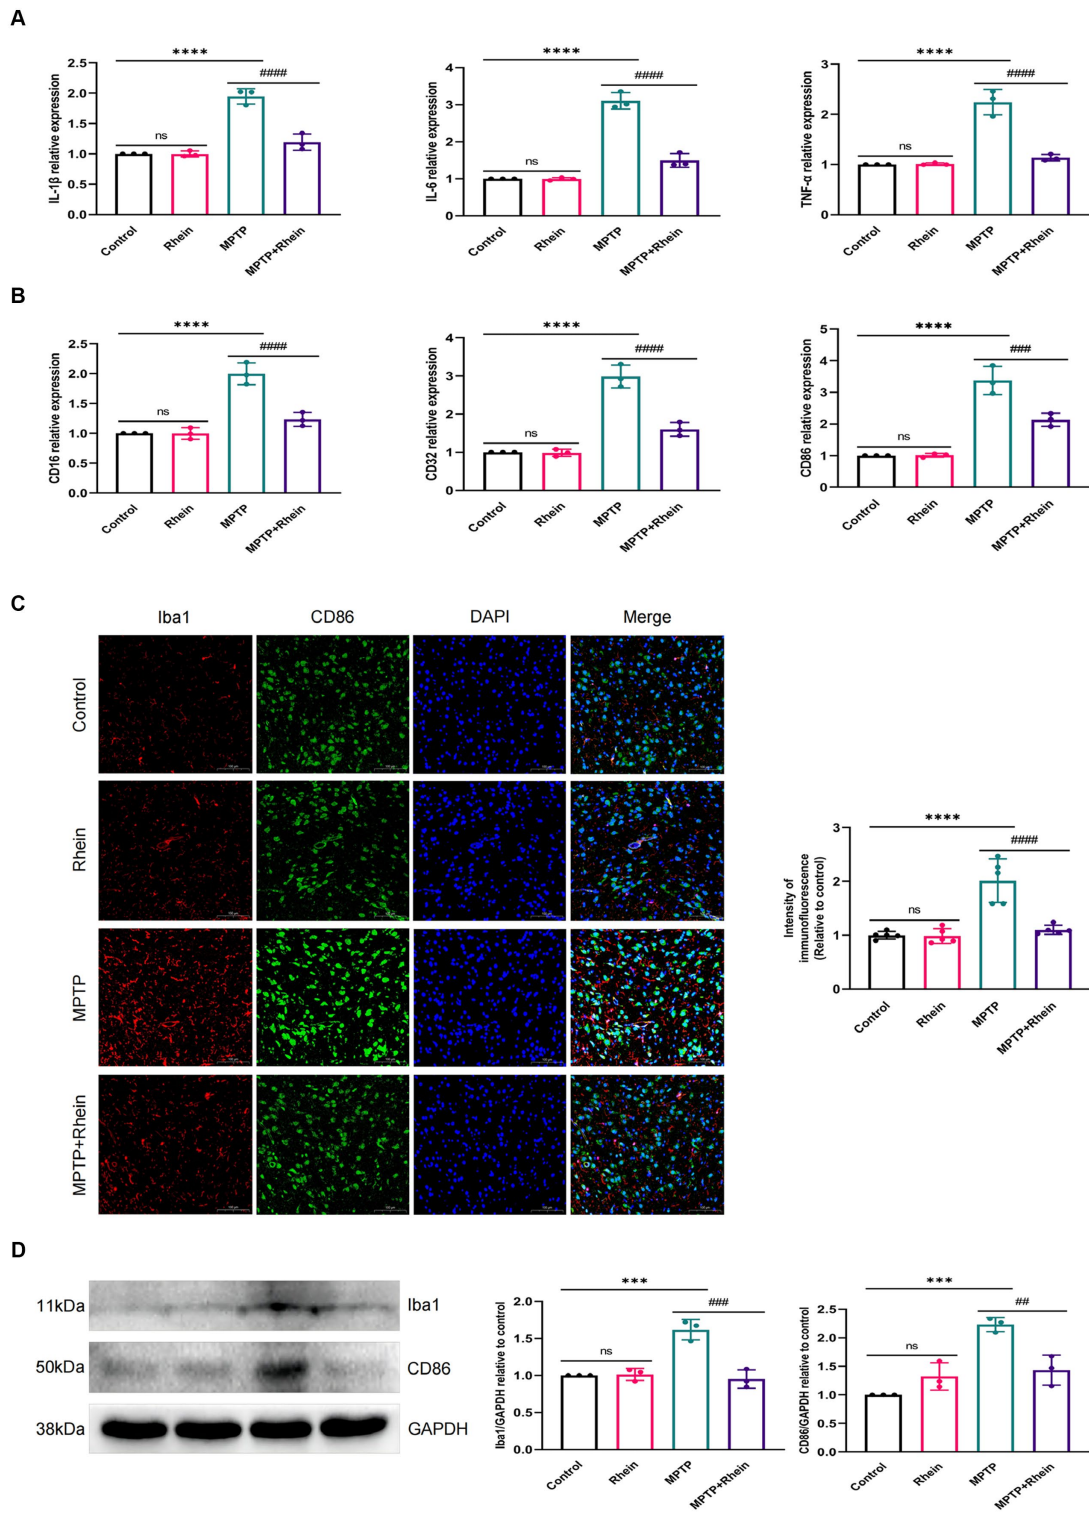 A
IL-1β relative expression
2.5
2.0
1.5
1.0
0.5
0.0
****
####
ns
Control
Rhein
MPTP
MPTP+Rhein
IL-6 relative expression
4
3
2
1
0
****
####
ns
Control
Rhein
MPTP
MPTP+Rhein
TNF-α relative expression
3
2
1
0
****
####
ns
Control
Rhein
MPTP
MPTP+Rhein
B
CD16 relative expression
2.5
2.0
1.5
1.0
0.5
0.0
****
####
ns
Control
Rhein
MPTP
MPTP+Rhein
CD32 relative expression
4
3
2
1
0
****
####
ns
Control
Rhein
MPTP
MPTP+Rhein
CD86 relative expression
5
4
3
2
1
0
****
###
ns
Control
Rhein
MPTP
MPTP+Rhein
C
Iba1
CD86
DAPI
Merge
Control
Rhein
MPTP
MPTP+Rhein
Intensity of
immunofluorescence
(Relative to control)
3
2
1
0
****
####
ns
Control
Rhein
MPTP
MPTP+Rhein
D
11kDa
Iba1
50kDa
CD86
38kDa
GAPDH
Iba1/GAPDH relative to control
2.0
1.5
1.0
0.5
0.0
***
###
ns
Control
Rhein
MPTP
MPTP+Rhein
CD86/GAPDH relative to control
2.5
2.0
1.5
1.0
0.5
0.0
***
##
ns
Control
Rhein
MPTP
MPTP+Rhein